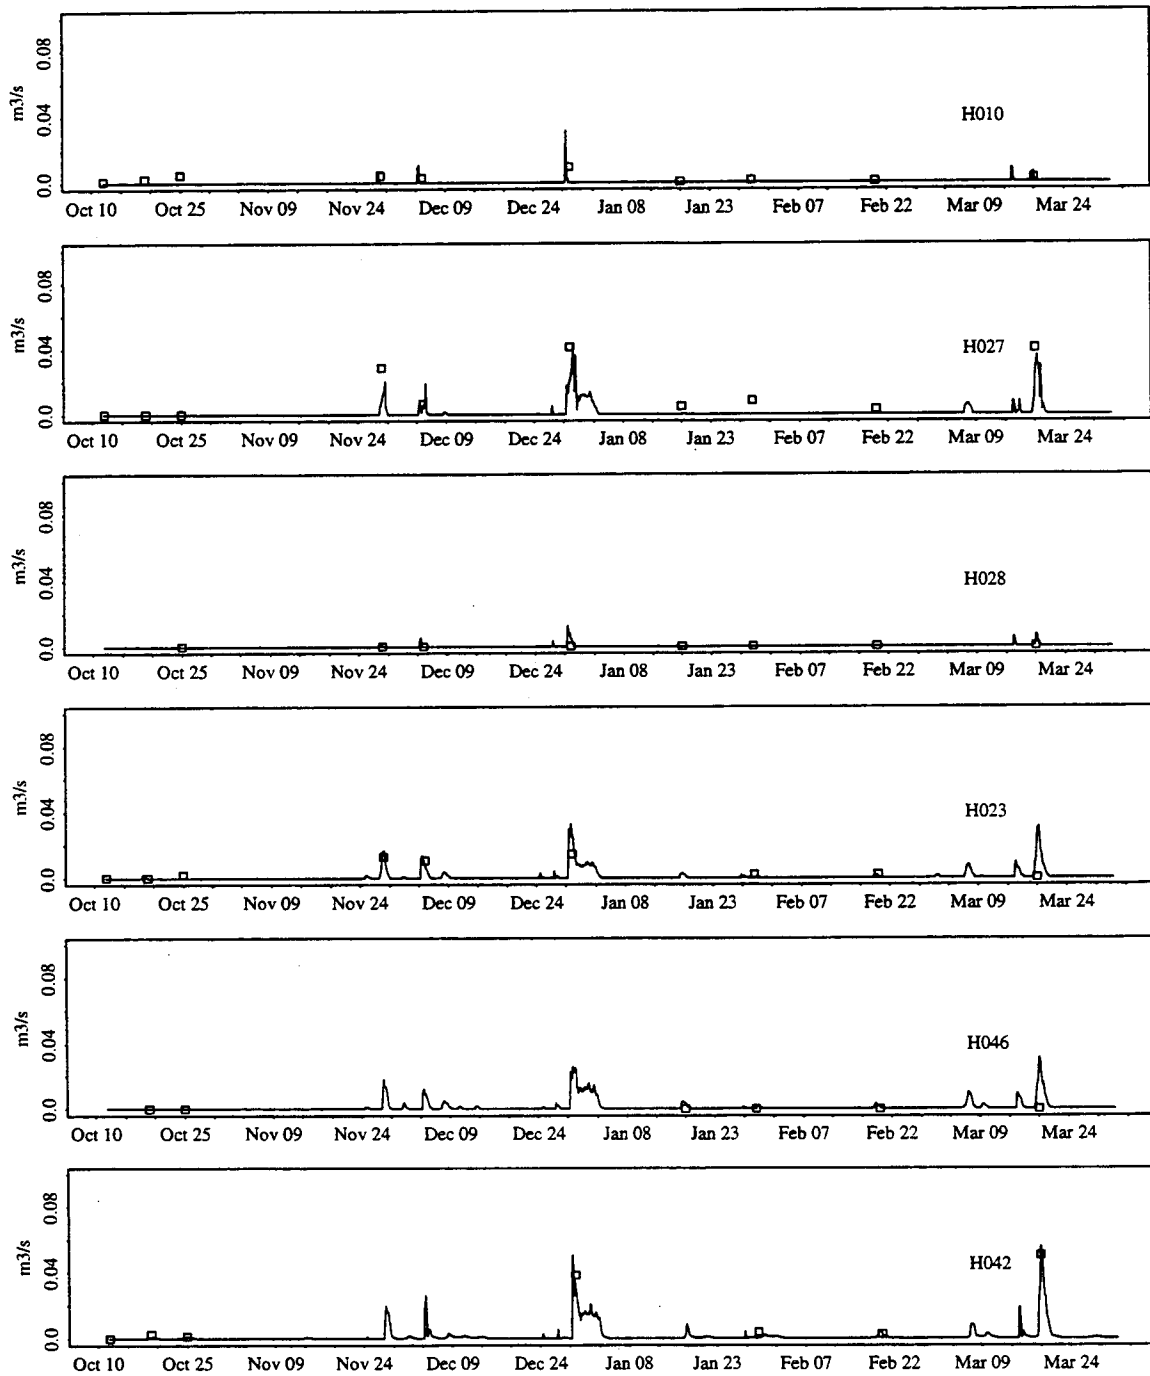 m3/s
0.08
0.04
0.0
H010
Oct 10 Oct 25 Nov 09 Nov 24 Dec 09 Dec 24 Jan 08 Jan 23 Feb 07 Feb 22 Mar 09 Mar 24
m3/s
0.08
0.04
0.0
H027
Oct 10 Oct 25 Nov 09 Nov 24 Dec 09 Dec 24 Jan 08 Jan 23 Feb 07 Feb 22 Mar 09 Mar 24
m3/s
0.08
0.04
0.0
H028
Oct 10 Oct 25 Nov 09 Nov 24 Dec 09 Dec 24 Jan 08 Jan 23 Feb 07 Feb 22 Mar 09 Mar 24
m3/s
0.08
0.04
0.0
H023
Oct 10 Oct 25 Nov 09 Nov 24 Dec 09 Dec 24 Jan 08 Jan 23 Feb 07 Feb 22 Mar 09 Mar 24
m3/s
0.08
0.04
0.0
H046
Oct 10 Oct 25 Nov 09 Nov 24 Dec 09 Dec 24 Jan 08 Jan 23 Feb 07 Feb 22 Mar 09 Mar 24
m3/s
0.08
0.04
0.0
H042
Oct 10 Oct 25 Nov 09 Nov 24 Dec 09 Dec 24 Jan 08 Jan 23 Feb 07 Feb 22 Mar 09 Mar 24